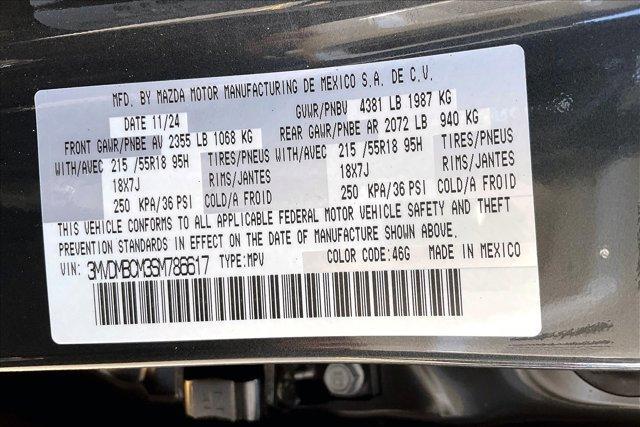 MFD. BY MAZDA MOTOR MANUFACTURING DE MEXICO S.A. DE C.V.
DATE 11/24 GVWR/PNBV 4381 LB 1987 KG
FRONT GAWR/PNBE AV 2355 LB 1068 KG REAR GAWR/PNBE AR 2072 LB 940 KG
WITH/AVEC 215 /55R18 95H TIRES/PNEUS WITH/AVEC 215 /55R18 95H TIRES/PNEUS
18X7J RIMS/JANTES 18X7J RIMS/JANTES
250 KPA/36 PSI COLD/A FROID 250 KPA/36 PSI COLD/A FROID
THIS VEHICLE CONFORMS TO ALL APPLICABLE FEDERAL MOTOR VEHICLE SAFETY AND THEFT
PREVENTION STANDARDS IN EFFECT ON THE DATE OF MANUFACTURE SHOWN ABOVE.
VIN: 3MVDMBCM3SM786617 TYPE:MPV COLOR CODE:46G MADE IN MEXICO